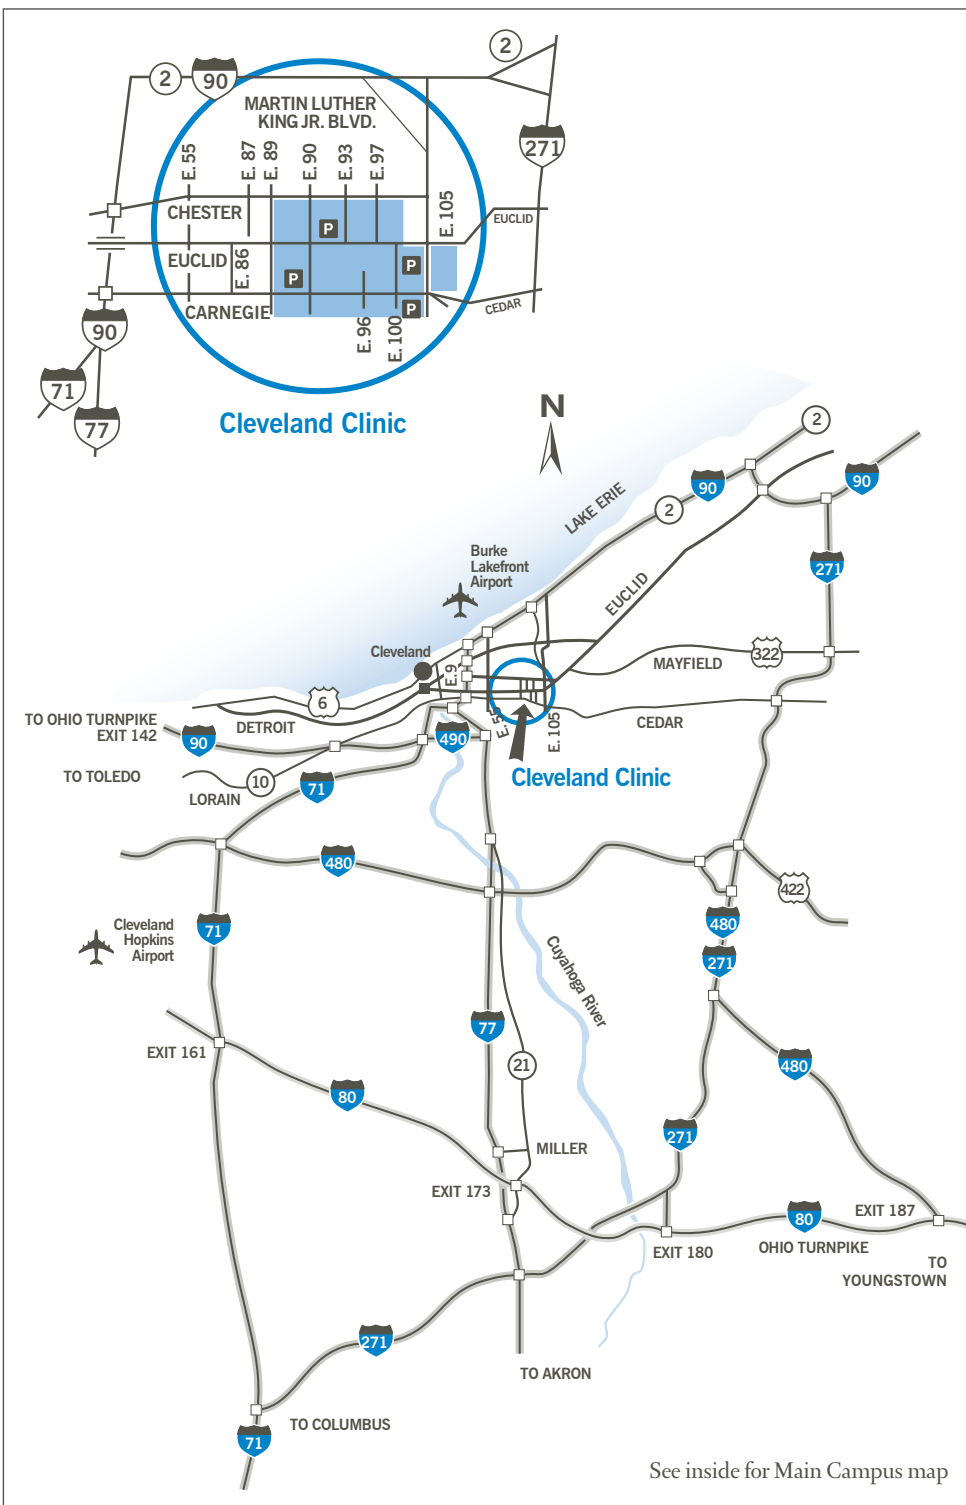 2
90
2
271
MARTIN LUTHER
KING JR. BLVD.
E. 55
E. 87
E. 89
E. 90
E. 93
E. 97
E. 105
CHESTER
P
EUCLID
EUCLID
E. 86
P
P
CARNEGIE
P
CEDAR
E. 96
E. 100
90
71
77
Cleveland Clinic
N
2
90
90
2
LAKE ERIE
271
Burke
Lakefront
Airport
EUCLID
Cleveland
E.9
MAYFIELD
322
6
TO OHIO TURNPIKE
EXIT 142
DETROIT
90
490
E. 55
E. 105
CEDAR
TO TOLEDO
10
LORAIN
71
Cleveland Clinic
480
422
Cleveland
Hopkins
Airport
71
480
271
Cuyahoga River
77
EXIT 161
21
480
80
271
MILLER
EXIT 173
EXIT 187
80
EXIT 180
OHIO TURNPIKE
TO
YOUNGSTOWN
271
TO AKRON
TO COLUMBUS
71
See inside for Main Campus map